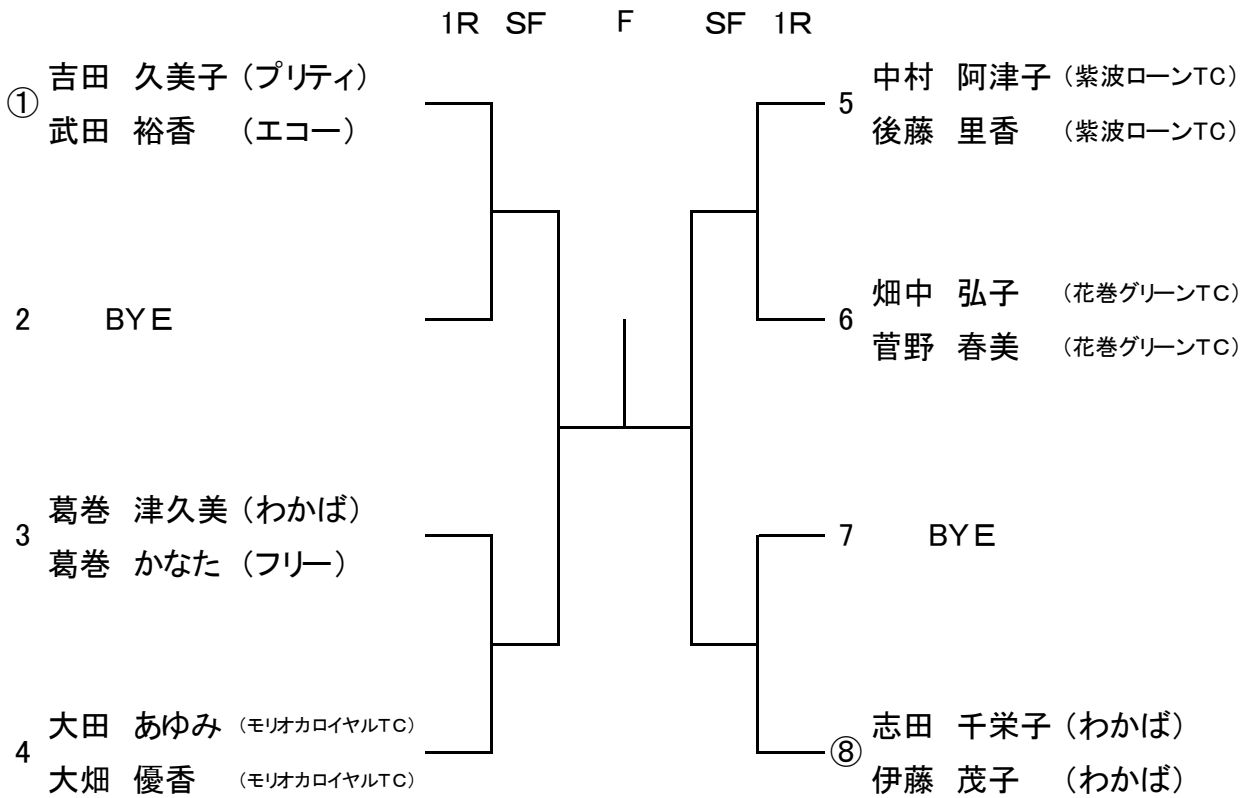 1R SF F SF 1R
① 吉田 久美子 (プリティ)
武田 裕香 (エコー)
2 BYE
3 葛巻 津久美 (わかば)
葛巻 かなた (フリー)
4 大田 あゆみ (モリオカロイヤルTC)
大畑 優香 (モリオカロイヤルTC)
5 中村 阿津子 (紫波ローンTC)
後藤 里香 (紫波ローンTC)
6 畑中 弘子 (花巻グリーンTC)
菅野 春美 (花巻グリーンTC)
7 BYE
⑧ 志田 千栄子 (わかば)
伊藤 茂子 (わかば)